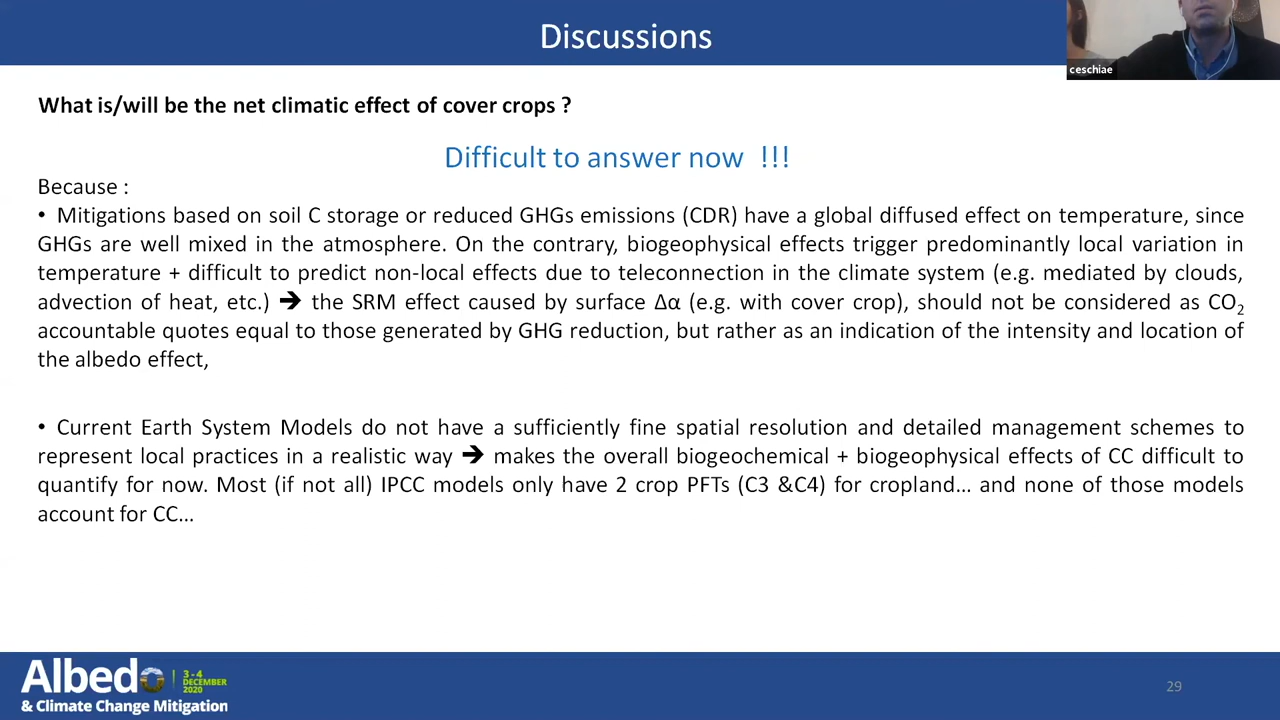 Discussions
ceschiae
What is/will be the net climatic effect of cover crops ?
Difficult to answer now !!!
Because :
• Mitigations based on soil C storage or reduced GHGs emissions (CDR) have a global diffused effect on temperature, since
GHGs are well mixed in the atmosphere. On the contrary, biogeophysical effects trigger predominantly local variation in
temperature + difficult to predict non-local effects due to teleconnection in the climate system (e.g. mediated by clouds,
advection of heat, etc.) ➔ the SRM effect caused by surface Δα (e.g. with cover crop), should not be considered as CO₂
accountable quotes equal to those generated by GHG reduction, but rather as an indication of the intensity and location of
the albedo effect,
• Current Earth System Models do not have a sufficiently fine spatial resolution and detailed management schemes to
represent local practices in a realistic way ➔ makes the overall biogeochemical + biogeophysical effects of CC difficult to
quantify for now. Most (if not all) IPCC models only have 2 crop PFTs (C3 &C4) for cropland... and none of those models
account for CC...
Albedo
3-4
DECEMBER
2020
& Climate Change Mitigation
29